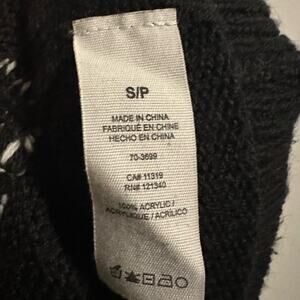 S/P
MADE IN CHINA
FABRIQUÉ EN CHINE
HECHO EN CHINA
70-3699
CA# 11319
RN# 121340
100% ACRYLIC /
ACRYLIQUE / ACRÍLICO